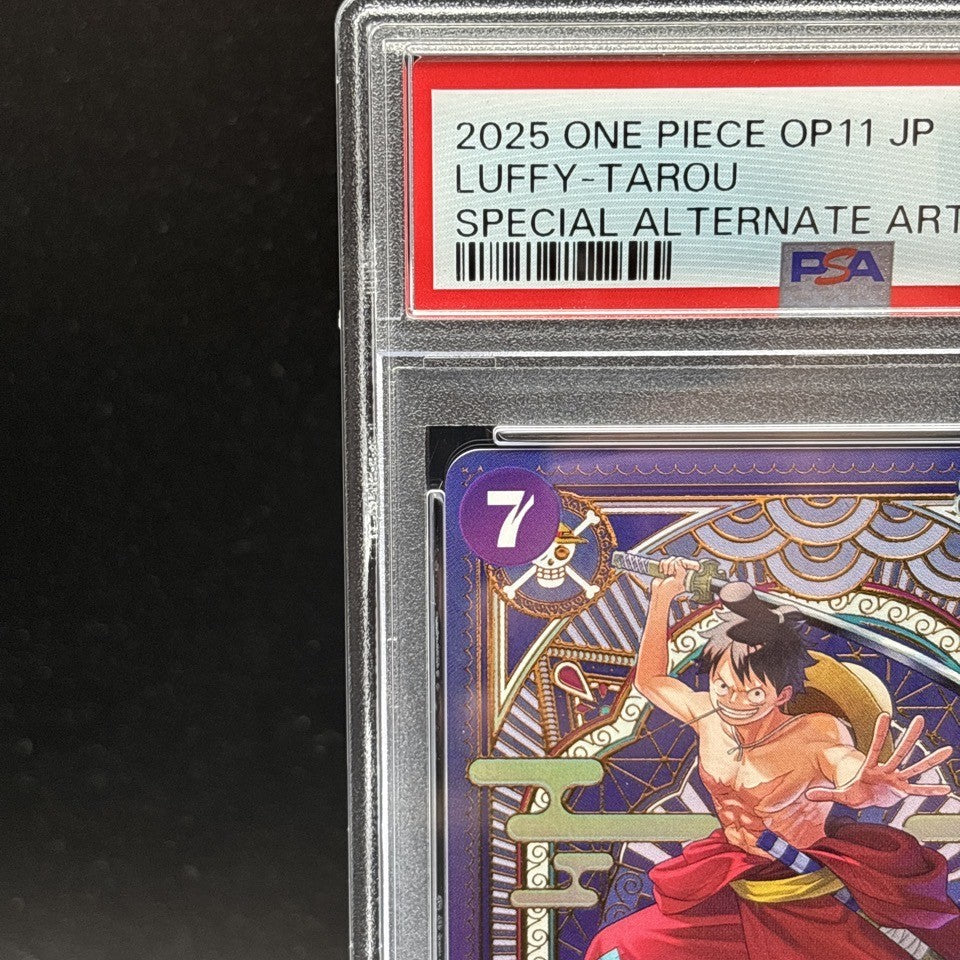 2025 ONE PIECE OP11 JP
LUFFY-TAROU
SPECIAL ALTERNATE ART
PSA
7